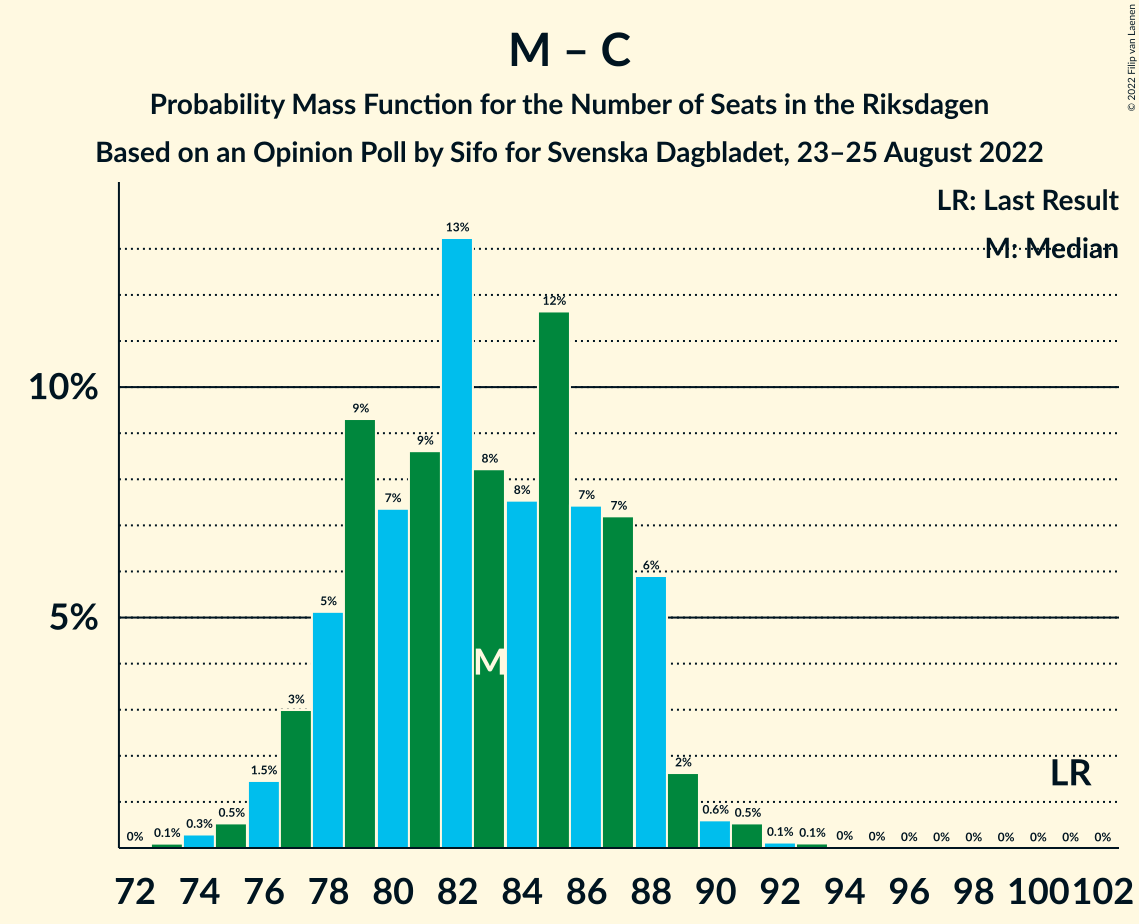 © 2022 Filip van Laenen
M – C
Probability Mass Function for the Number of Seats in the Riksdagen
Based on an Opinion Poll by Sifo for Svenska Dagbladet, 23–25 August 2022
LR: Last Result
M: Median
10%
5%
0% 0.1% 0.3% 0.5% 1.5% 3% 5% 9% 7% 9% 13% 8% 8% 12% 7% 7% 6% 2% 0.6% 0.5% 0.1% 0.1% 0% 0% 0% 0% 0% 0% 0% 0% 0%
M
LR
72 74 76 78 80 82 84 86 88 90 92 94 96 98 100 102